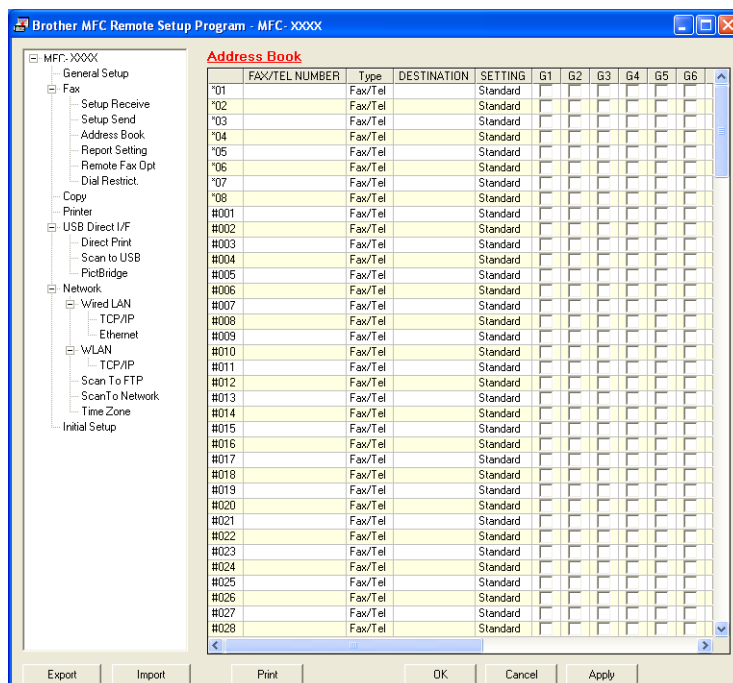 Brother MFC Remote Setup Program - MFC- XXXX
MFC- XXXX
General Setup
Fax
Setup Receive
Setup Send
Address Book
Report Setting
Remote Fax Opt
Dial Restrict.
Copy
Printer
USB Direct I/F
Direct Print
Scan to USB
PictBridge
Network
Wired LAN
TCP/IP
Ethernet
WLAN
TCP/IP
Scan To FTP
ScanTo Network
Time Zone
Initial Setup
Address Book
FAX/TEL NUMBER Type DESTINATION SETTING G1 G2 G3 G4 G5 G6
*01 Fax/Tel Standard
*02 Fax/Tel Standard
*03 Fax/Tel Standard
*04 Fax/Tel Standard
*05 Fax/Tel Standard
*06 Fax/Tel Standard
*07 Fax/Tel Standard
*08 Fax/Tel Standard
#001 Fax/Tel Standard
#002 Fax/Tel Standard
#003 Fax/Tel Standard
#004 Fax/Tel Standard
#005 Fax/Tel Standard
#006 Fax/Tel Standard
#007 Fax/Tel Standard
#008 Fax/Tel Standard
#009 Fax/Tel Standard
#010 Fax/Tel Standard
#011 Fax/Tel Standard
#012 Fax/Tel Standard
#013 Fax/Tel Standard
#014 Fax/Tel Standard
#015 Fax/Tel Standard
#016 Fax/Tel Standard
#017 Fax/Tel Standard
#018 Fax/Tel Standard
#019 Fax/Tel Standard
#020 Fax/Tel Standard
#021 Fax/Tel Standard
#022 Fax/Tel Standard
#023 Fax/Tel Standard
#024 Fax/Tel Standard
#025 Fax/Tel Standard
#026 Fax/Tel Standard
#027 Fax/Tel Standard
#028 Fax/Tel Standard
Export Import Print OK Cancel Apply